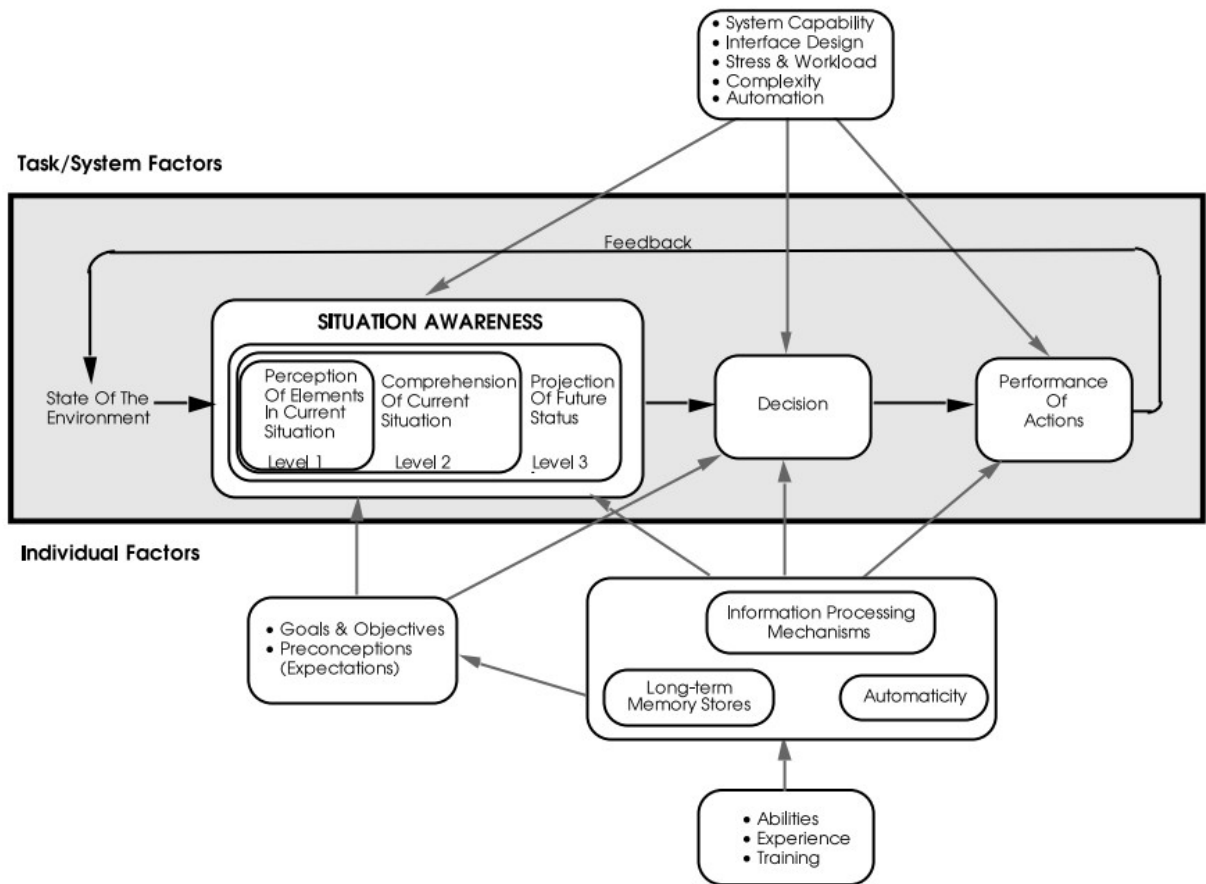 • System Capability
• Interface Design
• Stress & Workload
• Complexity
• Automation
Task/System Factors
Feedback
SITUATION AWARENESS
State Of The
Environment
Perception
Of Elements
In Current
Situation
Level 1
Comprehension
Of Current
Situation
Level 2
Projection
Of Future
Status
Level 3
Decision
Performance
Of
Actions
Individual Factors
• Goals & Objectives
• Preconceptions
(Expectations)
Information Processing
Mechanisms
Long-term
Memory Stores
Automaticity
• Abilities
• Experience
• Training